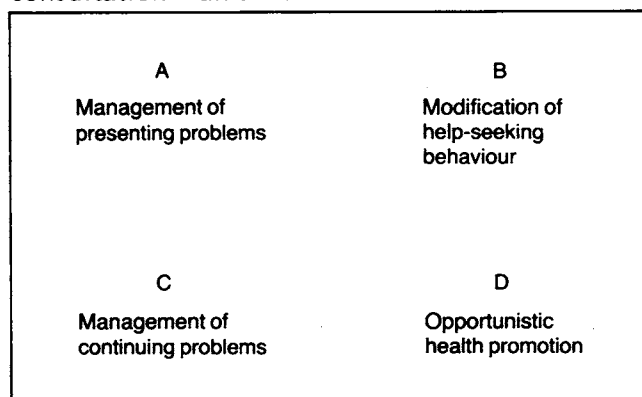 A
Management of
presenting problems
B
Modification of
help-seeking
behaviour
C
Management of
continuing problems
D
Opportunistic
health promotion